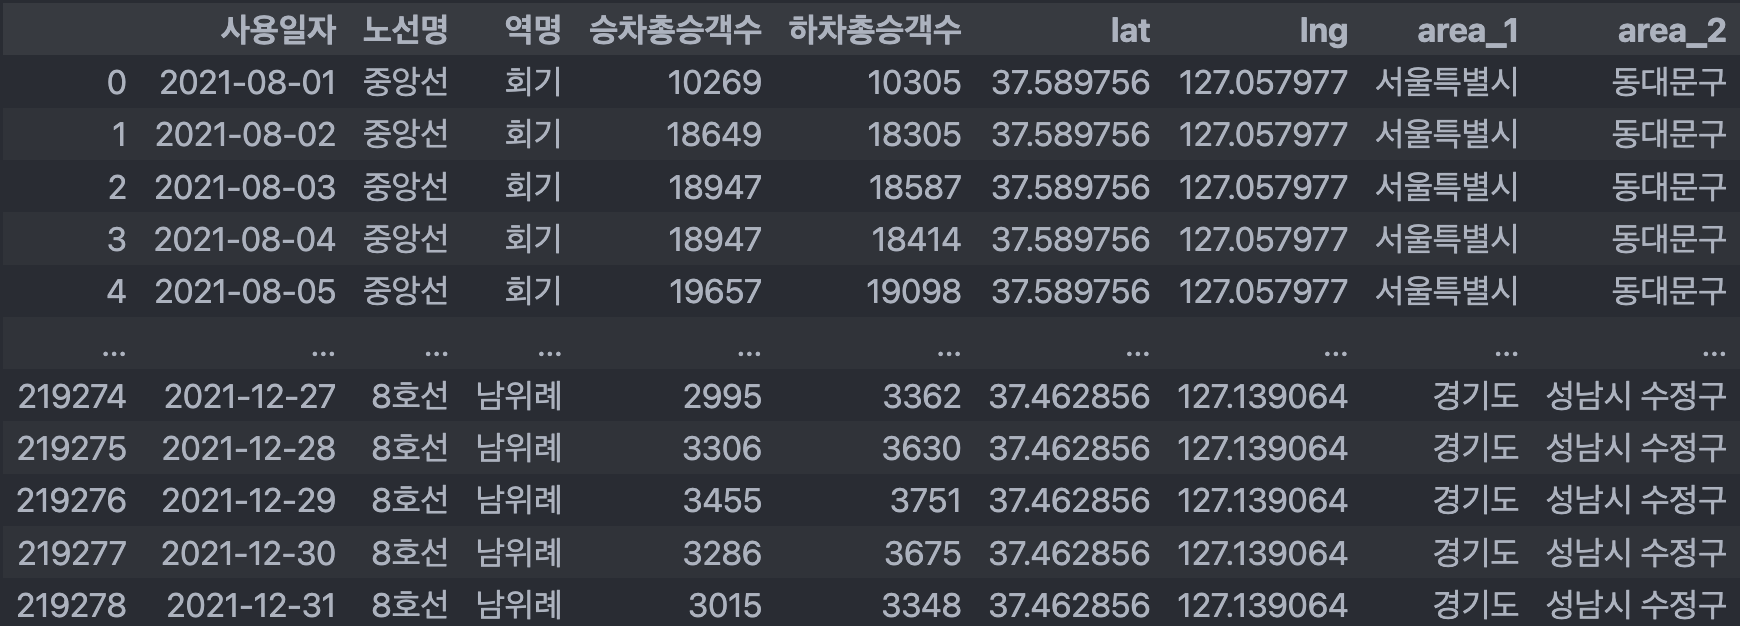 사용일자 노선명 역명 승차총승객수 하차총승객수 lat lng area_1 area_2
0 2021-08-01 중앙선 회기 10269 10305 37.589756 127.057977 서울특별시 동대문구
1 2021-08-02 중앙선 회기 18649 18305 37.589756 127.057977 서울특별시 동대문구
2 2021-08-03 중앙선 회기 18947 18587 37.589756 127.057977 서울특별시 동대문구
3 2021-08-04 중앙선 회기 18947 18414 37.589756 127.057977 서울특별시 동대문구
4 2021-08-05 중앙선 회기 19657 19098 37.589756 127.057977 서울특별시 동대문구
... ... ... ... ... ... ... ... ... ...
219274 2021-12-27 8호선 남위례 2995 3362 37.462856 127.139064 경기도 성남시 수정구
219275 2021-12-28 8호선 남위례 3306 3630 37.462856 127.139064 경기도 성남시 수정구
219276 2021-12-29 8호선 남위례 3455 3751 37.462856 127.139064 경기도 성남시 수정구
219277 2021-12-30 8호선 남위례 3286 3675 37.462856 127.139064 경기도 성남시 수정구
219278 2021-12-31 8호선 남위례 3015 3348 37.462856 127.139064 경기도 성남시 수정구